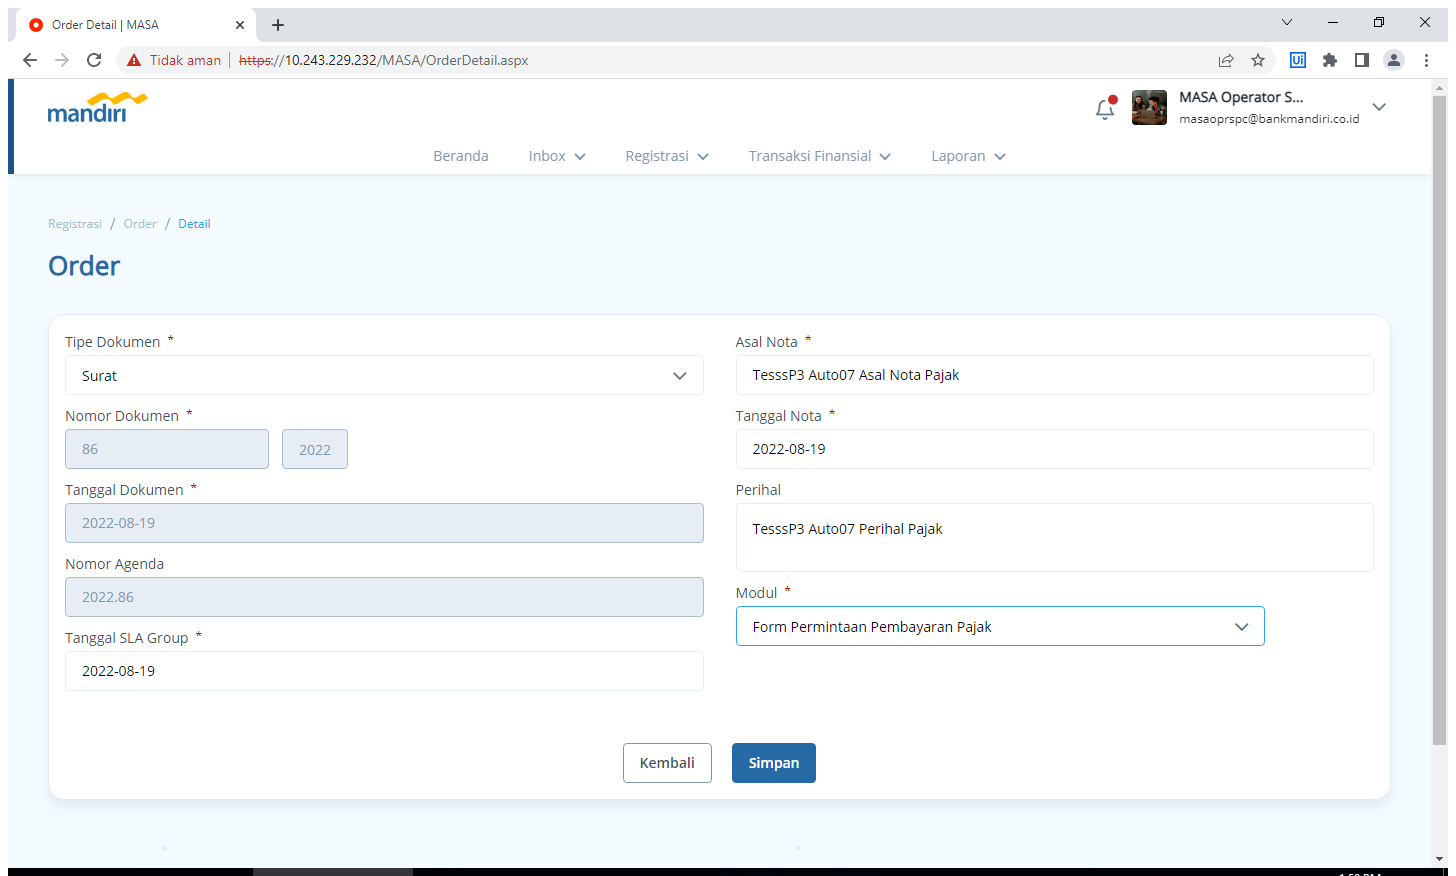 Order Detail | MASA
Tidak aman
https://10.243.229.232/MASA/OrderDetail.aspx
Ui
mandiri
MASA Operator S...
masaoprspc@bankmandiri.co.id
Beranda
Inbox
Registrasi
Transaksi Finansial
Laporan
Registrasi / Order / Detail
Order
Tipe Dokumen *
Surat
Nomor Dokumen *
86
2022
Tanggal Dokumen *
2022-08-19
Nomor Agenda
2022.86
Tanggal SLA Group *
2022-08-19
Asal Nota *
TesssP3 Auto07 Asal Nota Pajak
Tanggal Nota *
2022-08-19
Perihal
TesssP3 Auto07 Perihal Pajak
Modul *
Form Permintaan Pembayaran Pajak
Kembali
Simpan